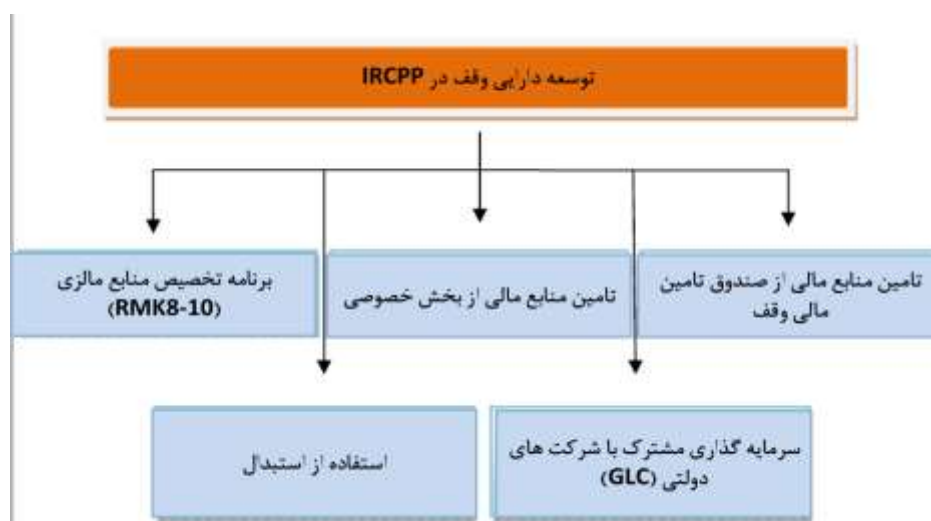 توسعه دارایی وقف در IRCPP
تامین منابع مالی از صندوق تامین
مالی وقف
تامین منابع مالی از بخش خصوصی
برنامه تخصیص منابع مالزی
(RMK8-10)
سرمایه گذاری مشترک با شرکت های
دولتی (GLC)
استفاده از استبدال